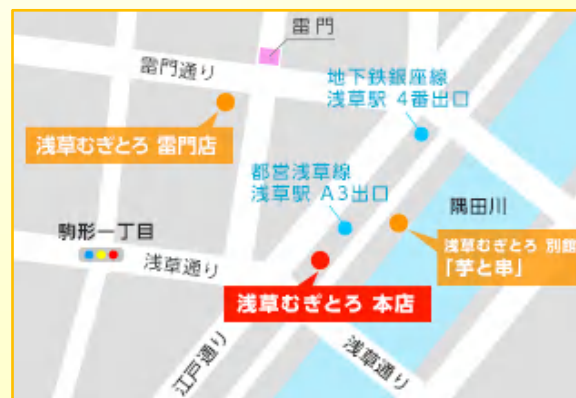 雷門
雷門通り
地下鉄銀座線
浅草駅 4番出口
浅草むぎとろ 雷門店
都営浅草線
浅草駅 A3出口
隅田川
駒形一丁目
浅草通り
浅草むぎとろ 別館
「芋と串」
浅草むぎとろ 本店
江戸通り
浅草通り